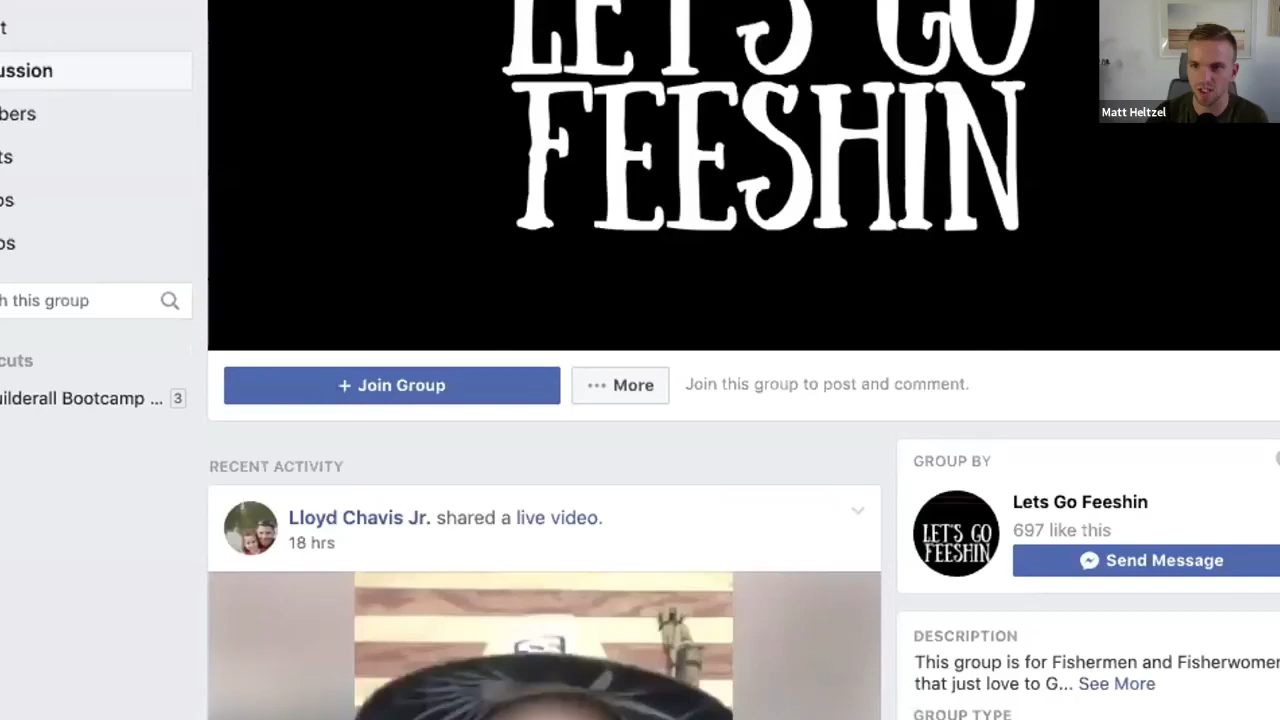 LET'S GO
FEESHIN
Matt Heltzel
t
ussion
bers
ts
os
os
h this group
cuts
uilderall Bootcamp ... 3
+ Join Group
••• More
Join this group to post and comment.
RECENT ACTIVITY
Lloyd Chavis Jr. shared a live video.
18 hrs
GROUP BY
LET'S GO
FEESHIN
Lets Go Feeshin
697 like this
Send Message
DESCRIPTION
This group is for Fishermen and Fisherwomen
that just love to G... See More
GROUP TYPE